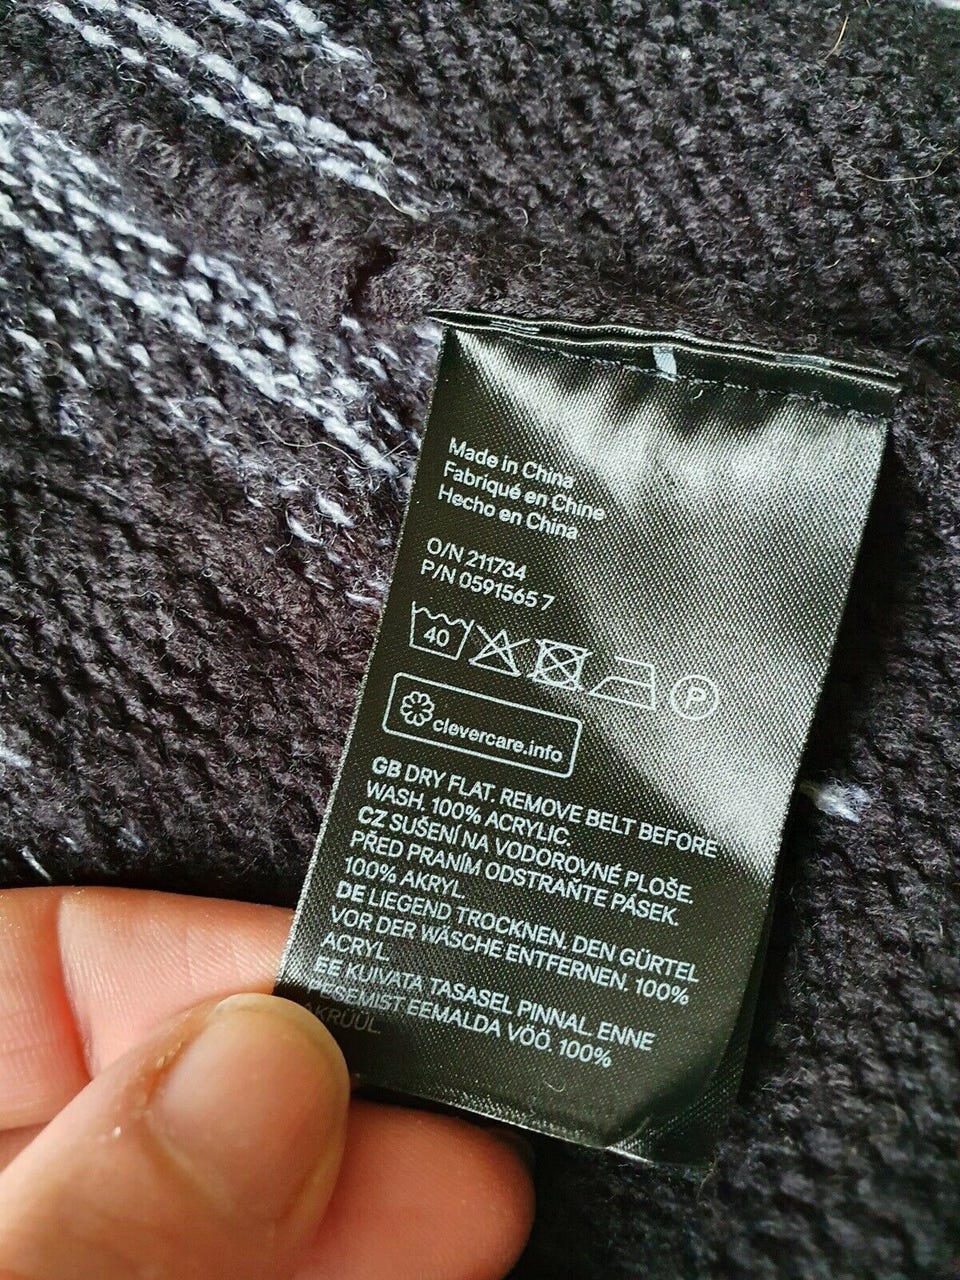 Made in China
Fabriqué en Chine
Hecho en China
O/N 211734
P/N 0591565 7
40
P
clevercare.info
GB DRY FLAT. REMOVE BELT BEFORE
WASH. 100% ACRYLIC.
CZ SUŠENÍ NA VODOROVNÉ PLOŠE.
PŘED PRANÍM ODSTRAŇTE PÁSEK.
100% AKRYL.
DE LIEGEND TROCKNEN. DEN GÜRTEL
VOR DER WÄSCHE ENTFERNEN. 100%
ACRYL.
EE KUIVATA TASASEL PINNAL. ENNE
PESEMIST EEMALDA VÖÖ. 100%
AKRÜÜL.